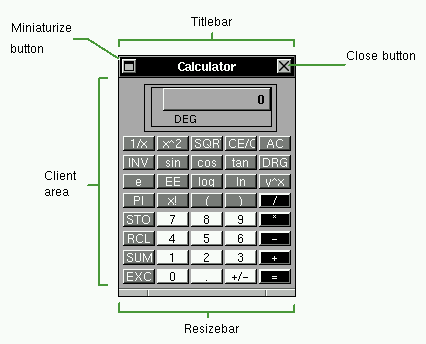 Titlebar
Miniaturize
button
Close button
Calculator
0
DEG
1/x x^2 SQR CE/C AC
INV sin cos tan DRG
e EE log ln y^x
PI x! ( ) /
STO 7 8 9 *
RCL 4 5 6 -
SUM 1 2 3 +
EXC 0 . +/- =
Client
area
Resizebar